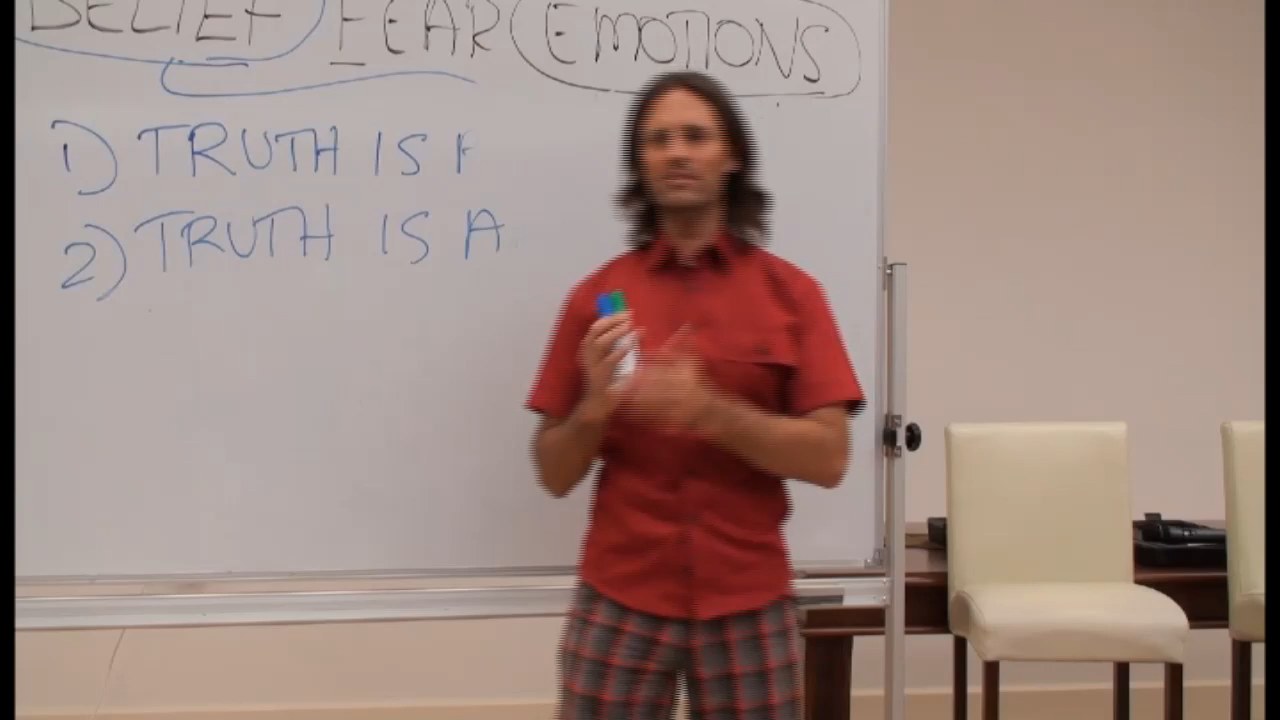 BELIEF FEAR EMOTIONS
1) TRUTH IS
2) TRUTH IS A